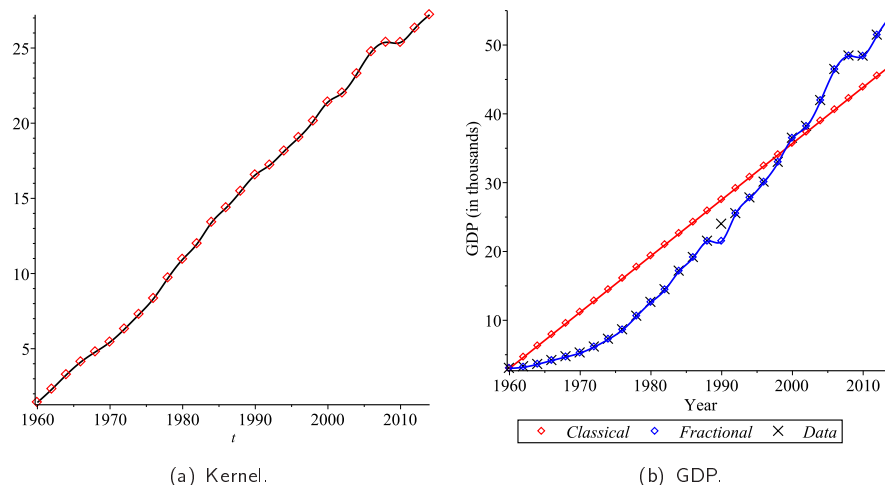 25
20
15
10
5
1960 1970 1980 1990 2000 2010
t
(a) Kernel.
50
40
30
20
10
GDP (in thousands)
1960 1970 1980 1990 2000 2010
Year
Classical Fractional Data
(b) GDP.